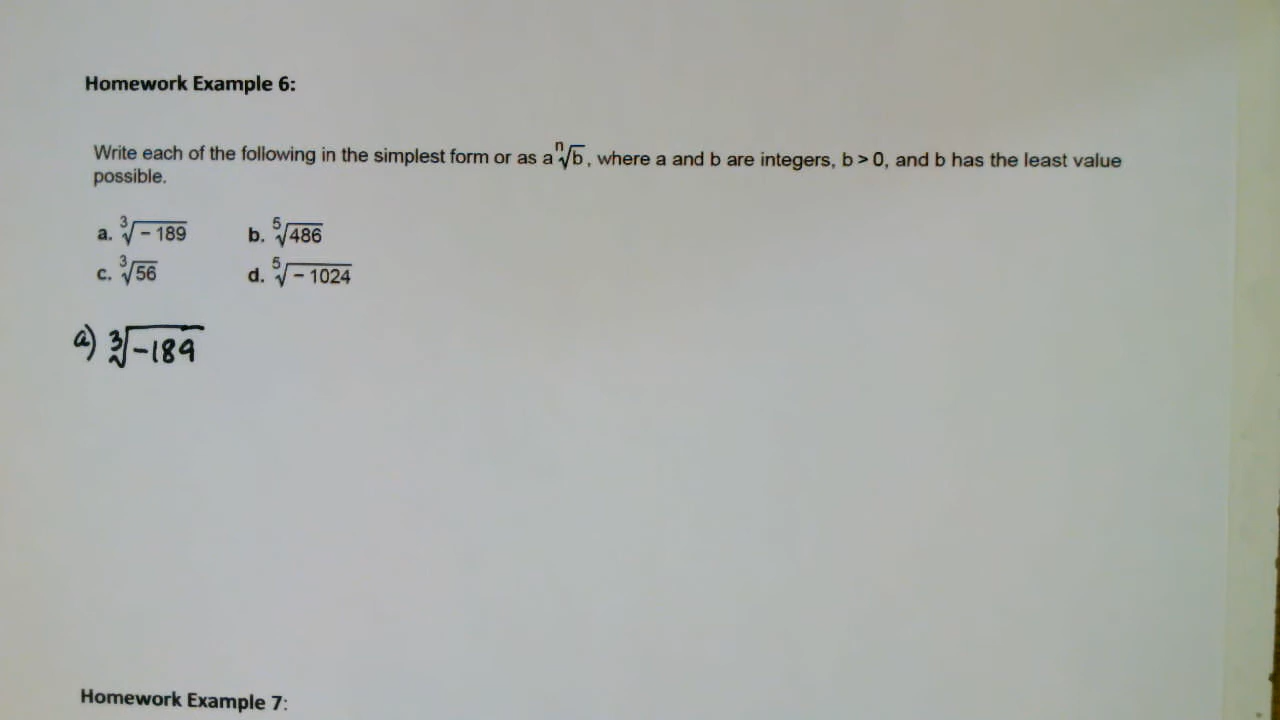 Homework Example 6:
Write each of the following in the simplest form or as a ⁿ√b, where a and b are integers, b > 0, and b has the least value
possible.
a. ³√-189 b. ⁵√486
c. ³√56 d. ⁵√-1024
a) ³√-189
Homework Example 7: